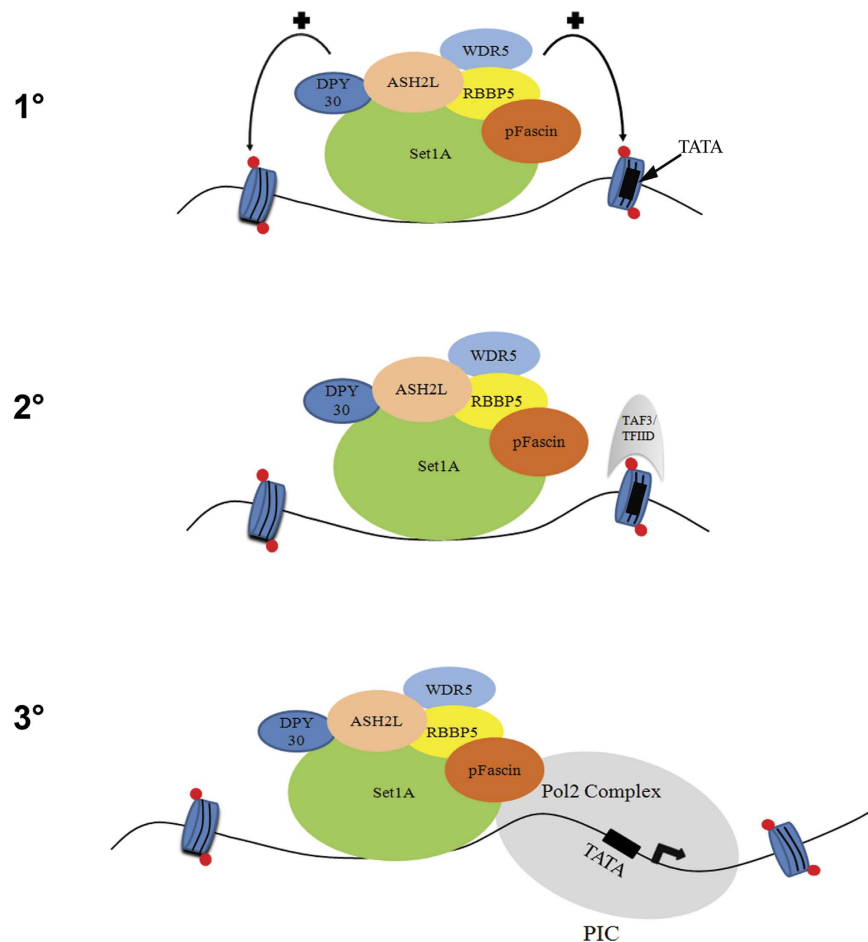 1°
WDR5
DPY
30
ASH2L
RBBP5
pFascin
Set1A
TATA
2°
WDR5
DPY
30
ASH2L
RBBP5
pFascin
Set1A
TAF3/
TFIID
3°
WDR5
DPY
30
ASH2L
RBBP5
pFascin
Set1A
Pol2 Complex
TATA
PIC